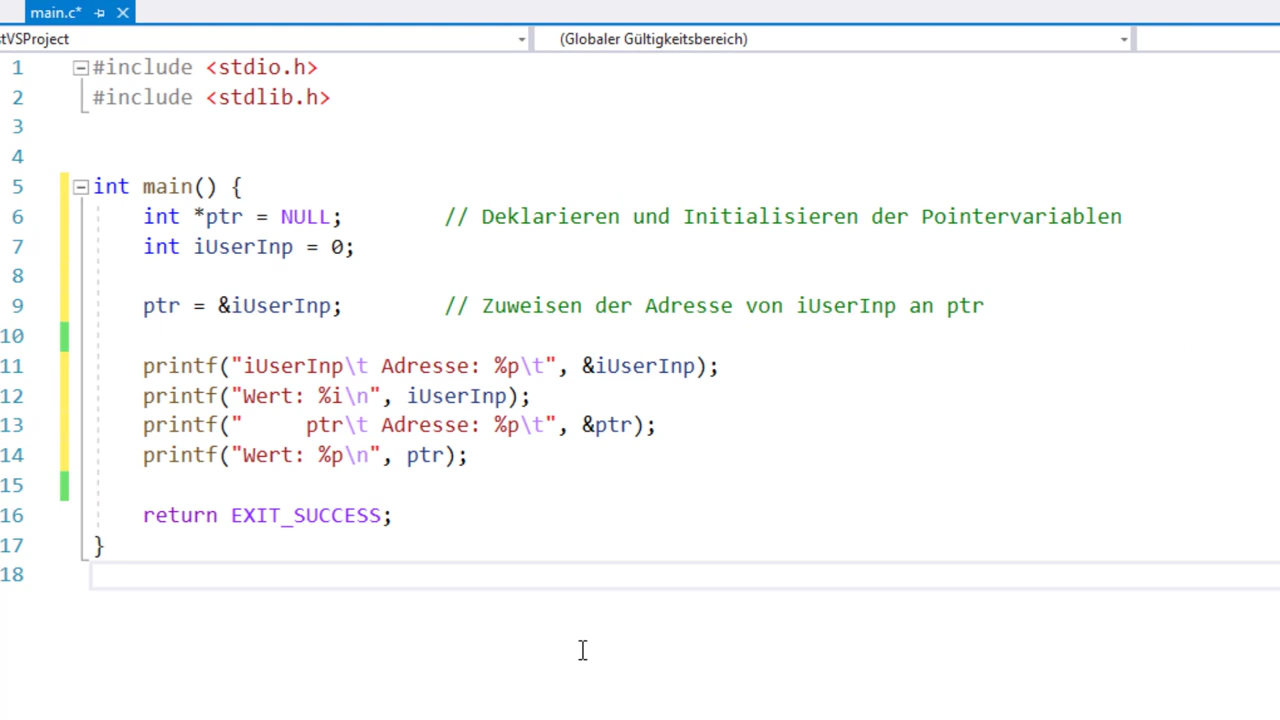 main.c*
stVSProject (Globaler Gültigkeitsbereich)
1 #include <stdio.h>
2 #include <stdlib.h>
3
4
5 int main() {
6 int *ptr = NULL; // Deklarieren und Initialisieren der Pointervariablen
7 int iUserInp = 0;
8
9 ptr = &iUserInp; // Zuweisen der Adresse von iUserInp an ptr
10
11 printf("iUserInp\t Adresse: %p\t", &iUserInp);
12 printf("Wert: %i\n", iUserInp);
13 printf("     ptr\t Adresse: %p\t", &ptr);
14 printf("Wert: %p\n", ptr);
15
16 return EXIT_SUCCESS;
17 }
18